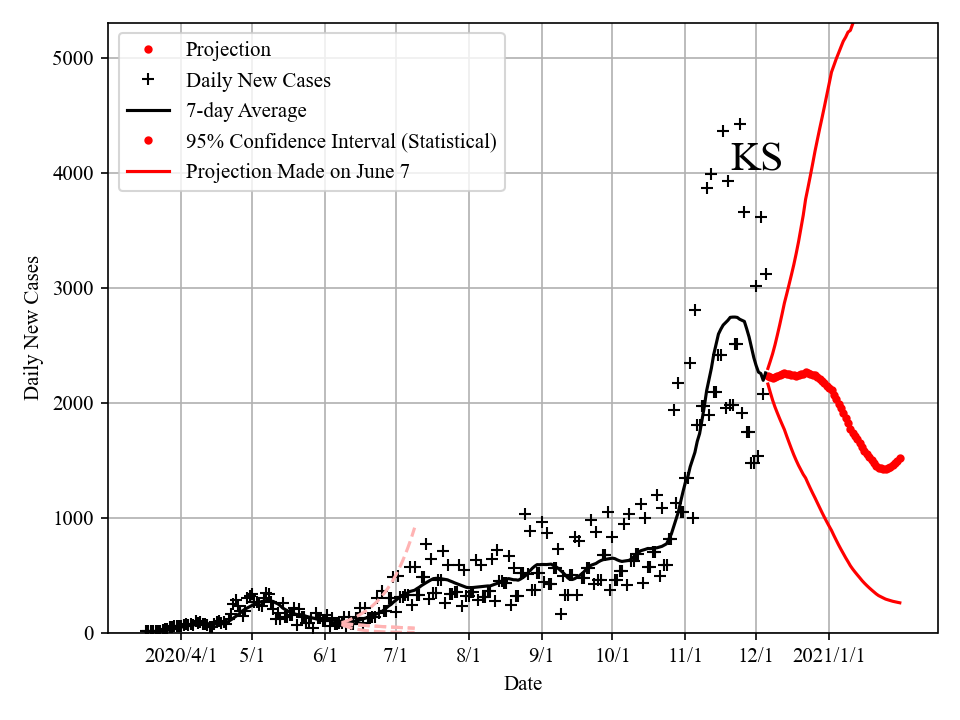 Projection
Daily New Cases
7-day Average
95% Confidence Interval (Statistical)
Projection Made on June 7
KS
5000
4000
3000
2000
1000
0
Daily New Cases
2020/4/1 5/1 6/1 7/1 8/1 9/1 10/1 11/1 12/1 2021/1/1
Date